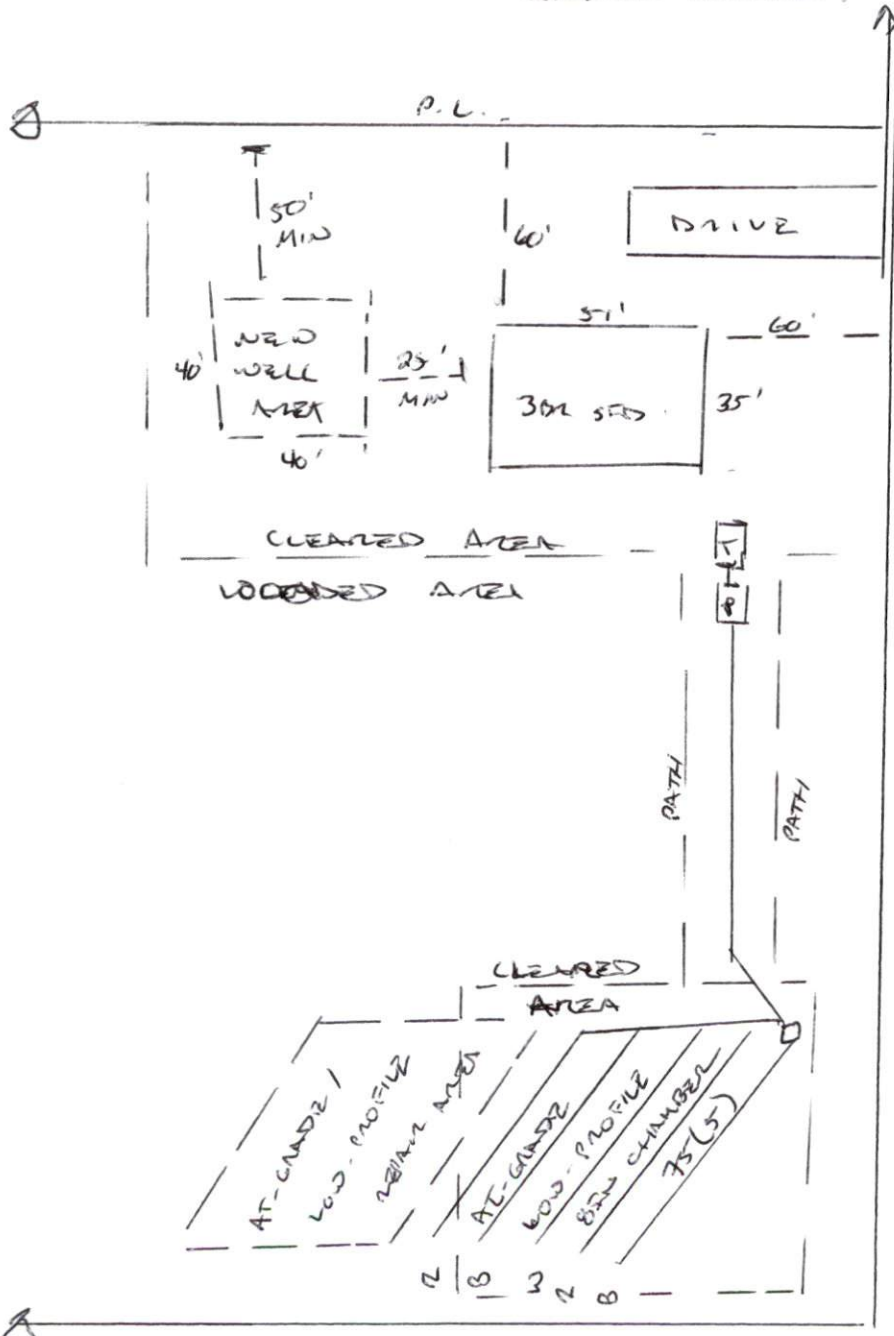 P.L.
50'
MIN
60'
DRIVE
51'
60'
NEW
WELL
AREA
40'
40'
25'
MIN
3BR SFD.
35'
CLEARED AREA
WOODED AREA
T
P
PATH
PATH
CLEARED
AREA
AT-GRADE /
LOW-PROFILE
REPAIR AREA
AT-GRADE
LOW-PROFILE
CHAMBER
75(5)
R B W R B